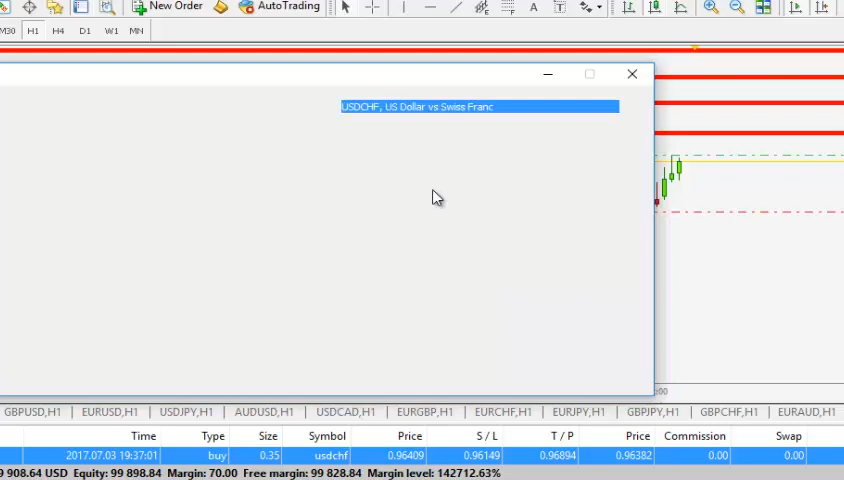 New Order AutoTrading
M30 H1 H4 D1 W1 MN
USDCHF, US Dollar vs Swiss Franc
:00
GBPUSD,H1 | EURUSD,H1 | USDJPY,H1 | AUDUSD,H1 | USDCAD,H1 | EURGBP,H1 | EURCHF,H1 | EURJPY,H1 | GBPJPY,H1 | GBPCHF,H1 | EURAUD,H1
Time Type Size Symbol Price S / L T / P Price Commission Swap
2017.07.03 19:37:01 buy 0.35 usdchf 0.96409 0.96149 0.96894 0.96382 0.00 0.00
9 908.64 USD Equity: 99 898.84 Margin: 70.00 Free margin: 99 828.84 Margin level: 142712.63%